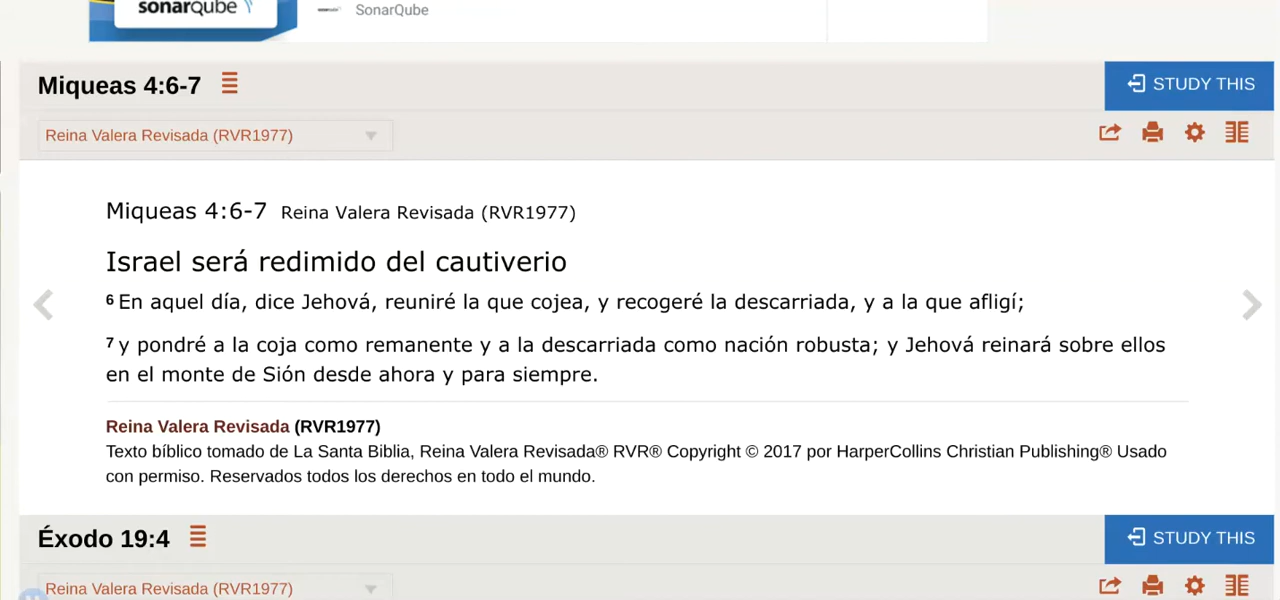 sonarqube
SonarQube
Miqueas 4:6-7
STUDY THIS
Reina Valera Revisada (RVR1977)
Miqueas 4:6-7 Reina Valera Revisada (RVR1977)
Israel será redimido del cautiverio
6 En aquel día, dice Jehová, reuniré la que cojea, y recogeré la descarriada, y a la que afligí;
7 y pondré a la coja como remanente y a la descarriada como nación robusta; y Jehová reinará sobre ellos
en el monte de Sión desde ahora y para siempre.
Reina Valera Revisada (RVR1977)
Texto bíblico tomado de La Santa Biblia, Reina Valera Revisada® RVR® Copyright © 2017 por HarperCollins Christian Publishing® Usado
con permiso. Reservados todos los derechos en todo el mundo.
Éxodo 19:4
STUDY THIS
Reina Valera Revisada (RVR1977)